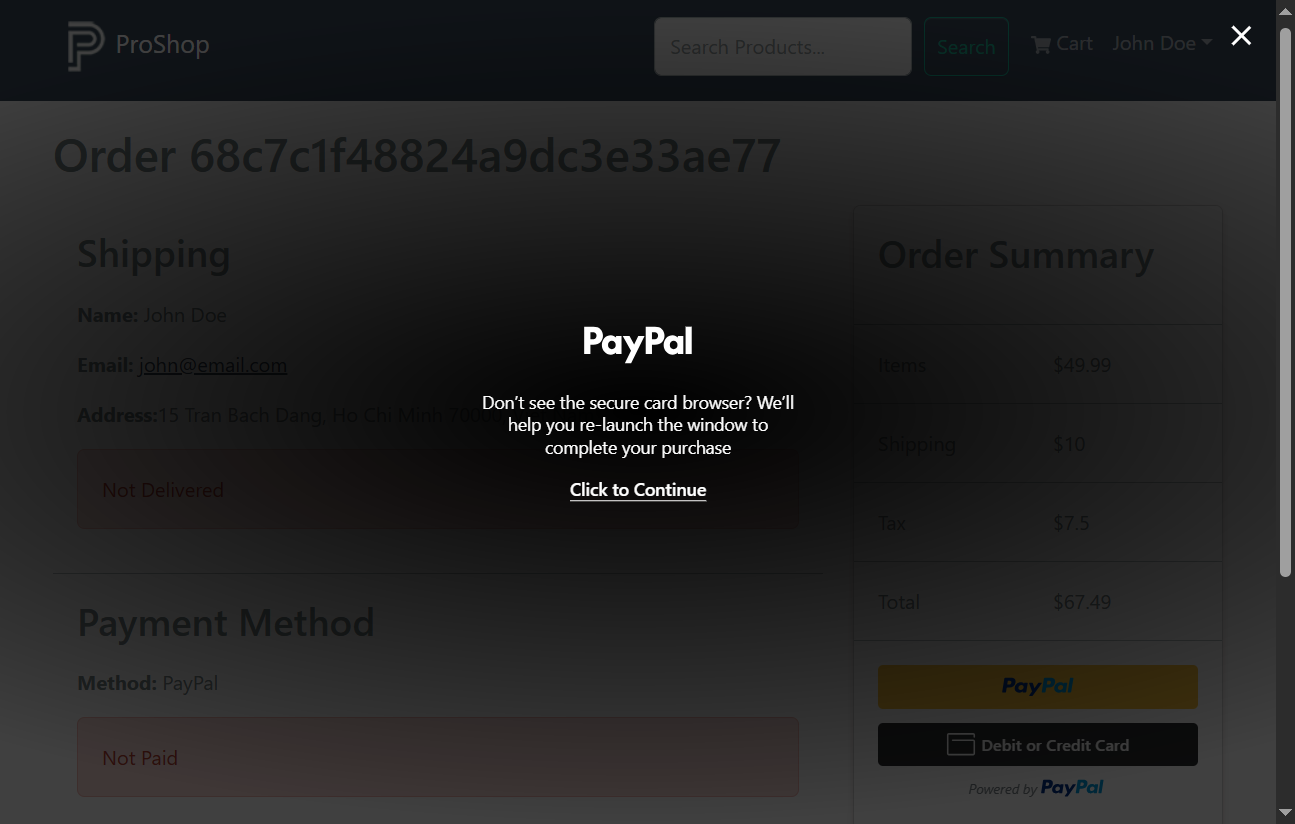 ProShop
Search Products...
Search
Cart
John Doe
Order 68c7c1f48824a9dc3e33ae77
Shipping
Name: John Doe
Email: john@email.com
Address:15 Tran Bach Dang, Ho Chi Minh
Not Delivered
Payment Method
Method: PayPal
Not Paid
PayPal
Don’t see the secure card browser? We’ll
help you re-launch the window to
complete your purchase
Click to Continue
Order Summary
Items $49.99
Shipping $10
Tax $7.5
Total $67.49
PayPal
Debit or Credit Card
Powered by PayPal